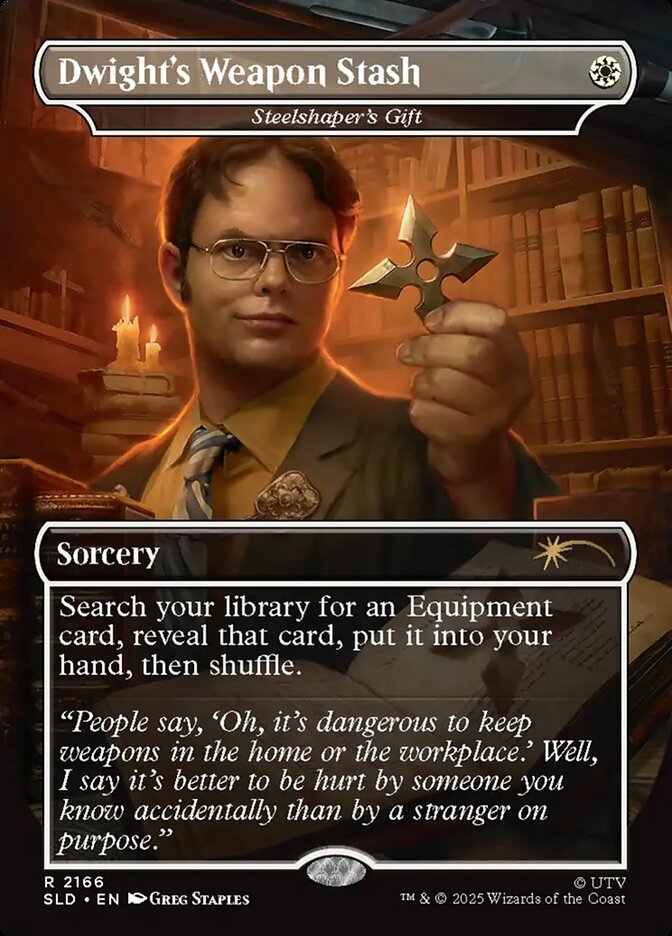 Dwight's Weapon Stash
Steelshaper's Gift
Sorcery
Search your library for an Equipment
card, reveal that card, put it into your
hand, then shuffle.
“People say, ‘Oh, it's dangerous to keep
weapons in the home or the workplace.’ Well,
I say it's better to be hurt by someone you
know accidentally than by a stranger on
purpose.”
R 2166
SLD • EN GREG STAPLES
© UTV
™ & © 2025 Wizards of the Coast